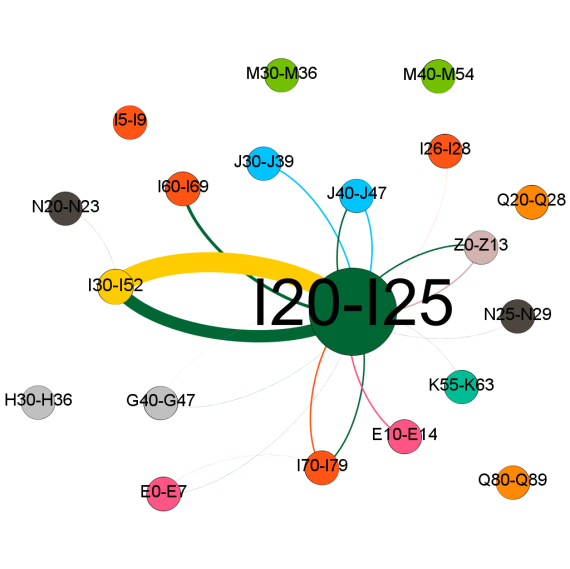 M30-M36
M40-M54
I5-I9
I26-I28
J30-J39
I60-I69
J40-J47
Q20-Q28
N20-N23
Z0-Z13
I30-I52
I20-I25
N25-N29
K55-K63
H30-H36
G40-G47
E10-E14
I70-I79
Q80-Q89
E0-E7